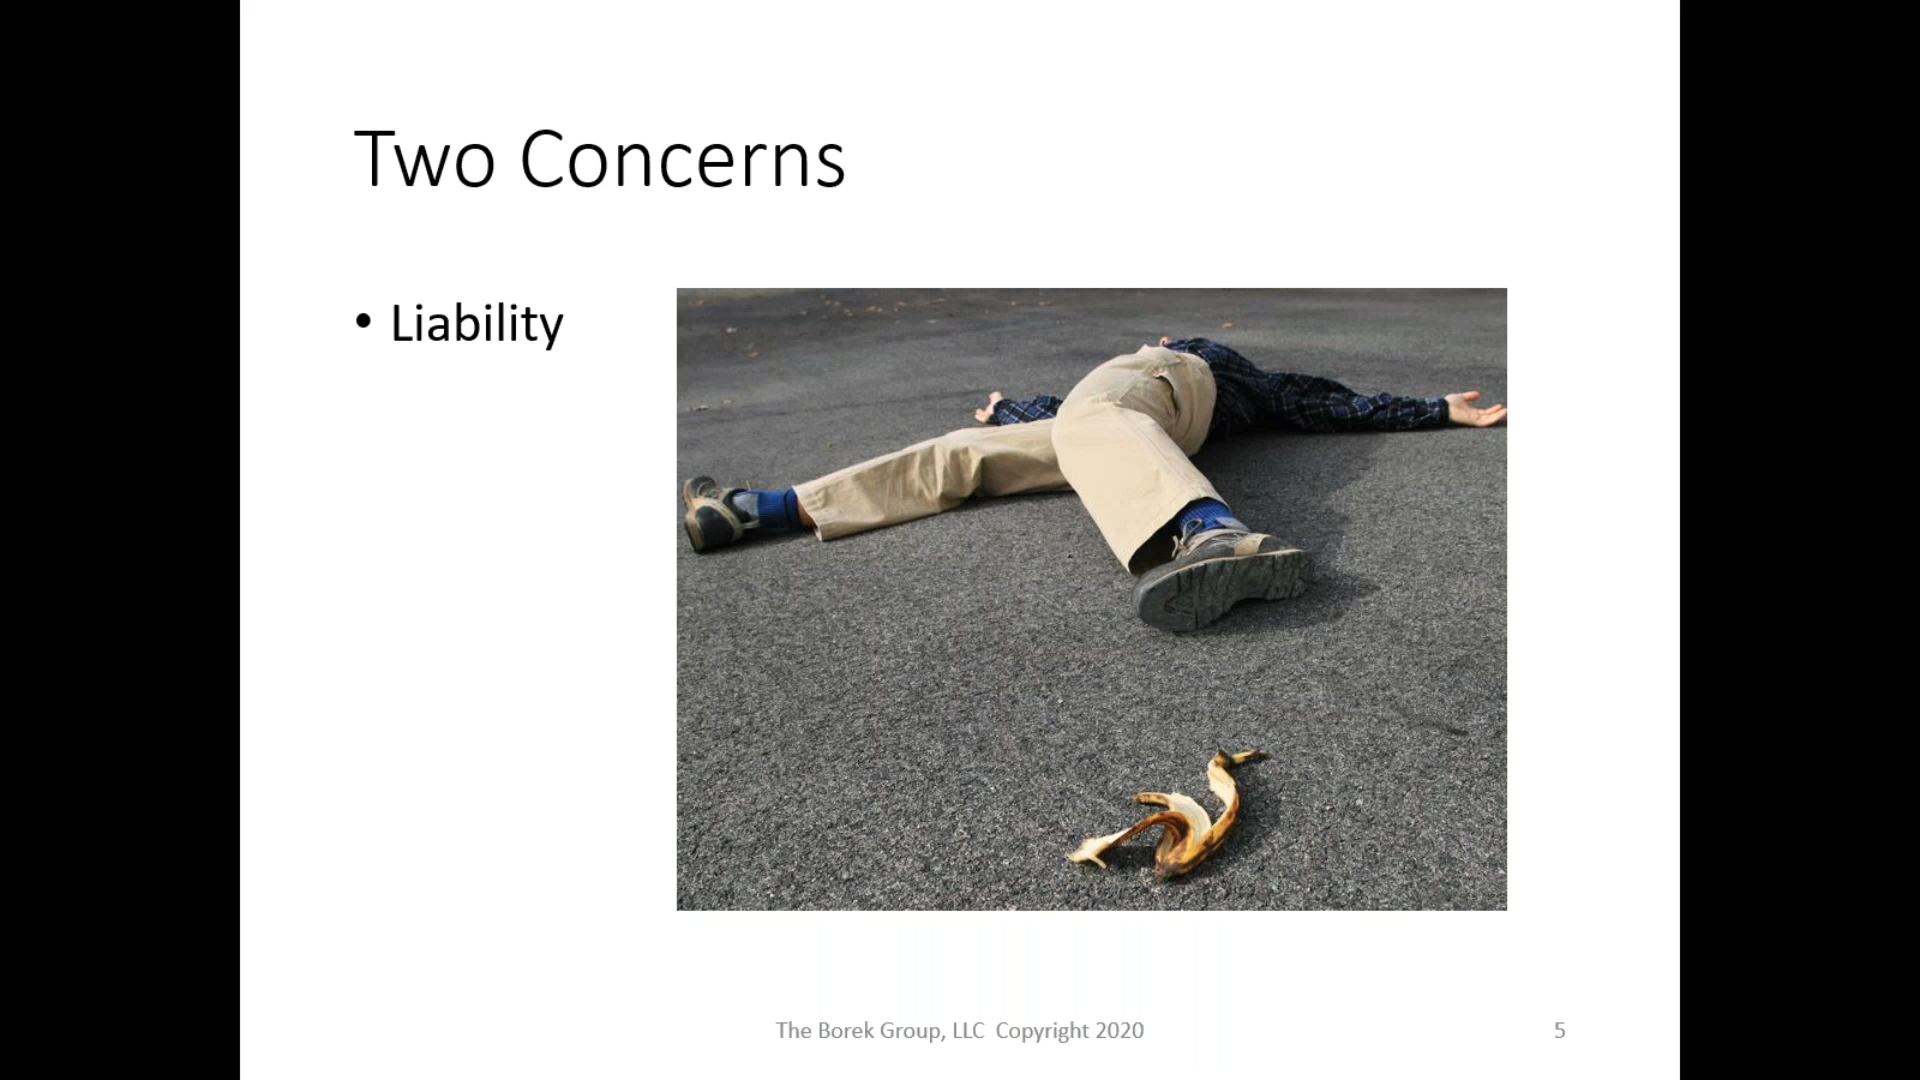 Two Concerns
• Liability
The Borek Group, LLC  Copyright 2020
5